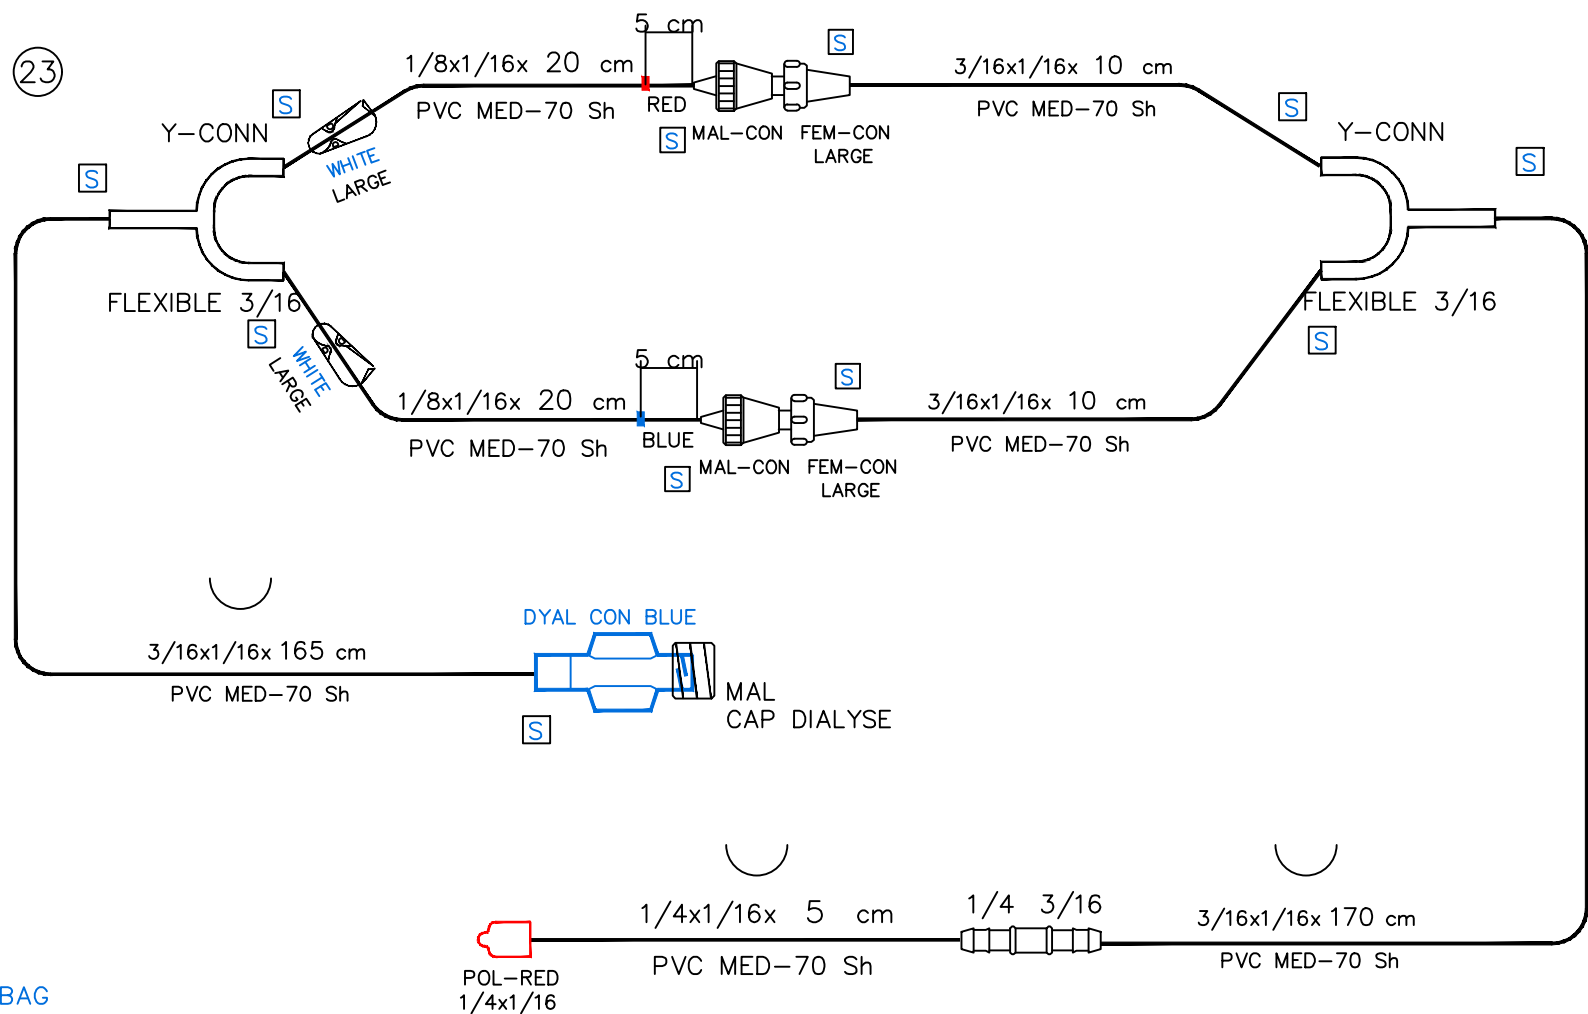 23
5 cm
S
1/8x1/16x 20 cm
3/16x1/16x 10 cm
S
RED
PVC MED-70 Sh
PVC MED-70 Sh
S
Y-CONN
S
MAL-CON
FEM-CON
LARGE
Y-CONN
WHITE
LARGE
S
S
FLEXIBLE 3/16
FLEXIBLE 3/16
S
S
WHITE
LARGE
5 cm
S
1/8x1/16x 20 cm
3/16x1/16x 10 cm
BLUE
PVC MED-70 Sh
PVC MED-70 Sh
S
MAL-CON
FEM-CON
LARGE
DYAL CON BLUE
3/16x1/16x 165 cm
PVC MED-70 Sh
MAL
CAP DIALYSE
S
1/4x1/16x 5 cm
1/4 3/16
3/16x1/16x 170 cm
PVC MED-70 Sh
PVC MED-70 Sh
POL-RED
1/4x1/16
BAG